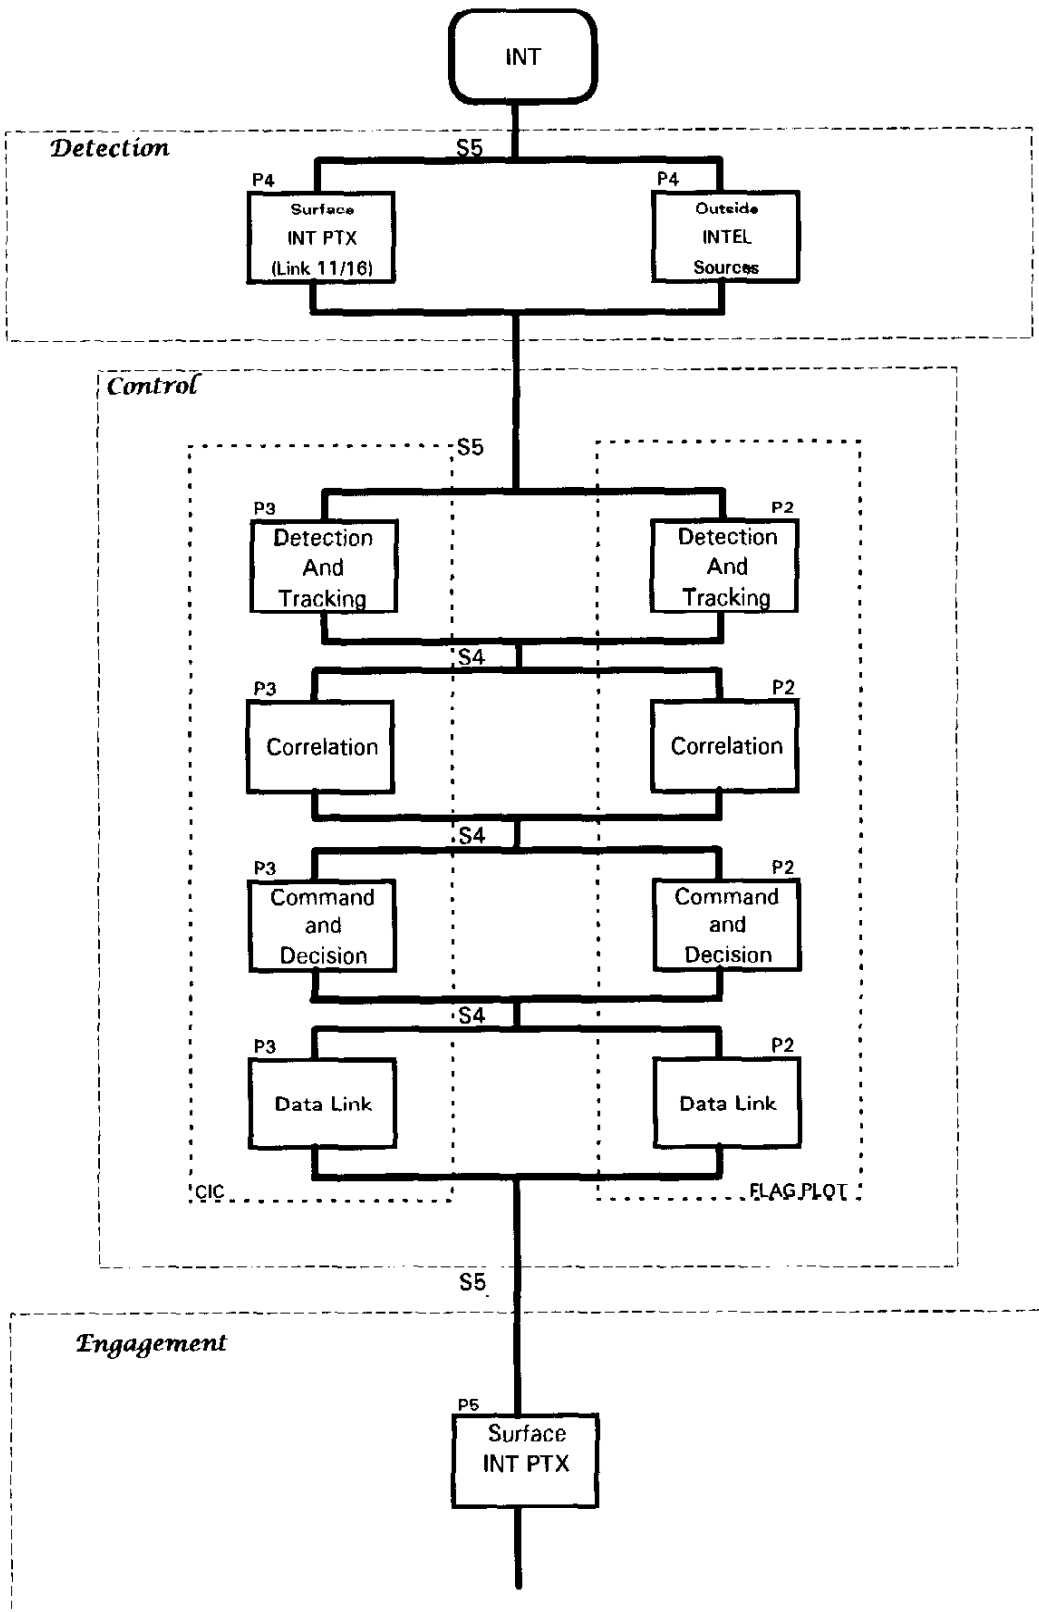 INT
Detection
S5
P4
Surface
INT PTX
(Link 11/16)
P4
Outside
INTEL
Sources
Control
S5
P3
Detection
And
Tracking
P2
Detection
And
Tracking
S4
P3
Correlation
P2
Correlation
S4
P3
Command
and
Decision
P2
Command
and
Decision
S4
P3
Data Link
P2
Data Link
CIC
FLAG PLOT
S5
Engagement
P5
Surface
INT PTX